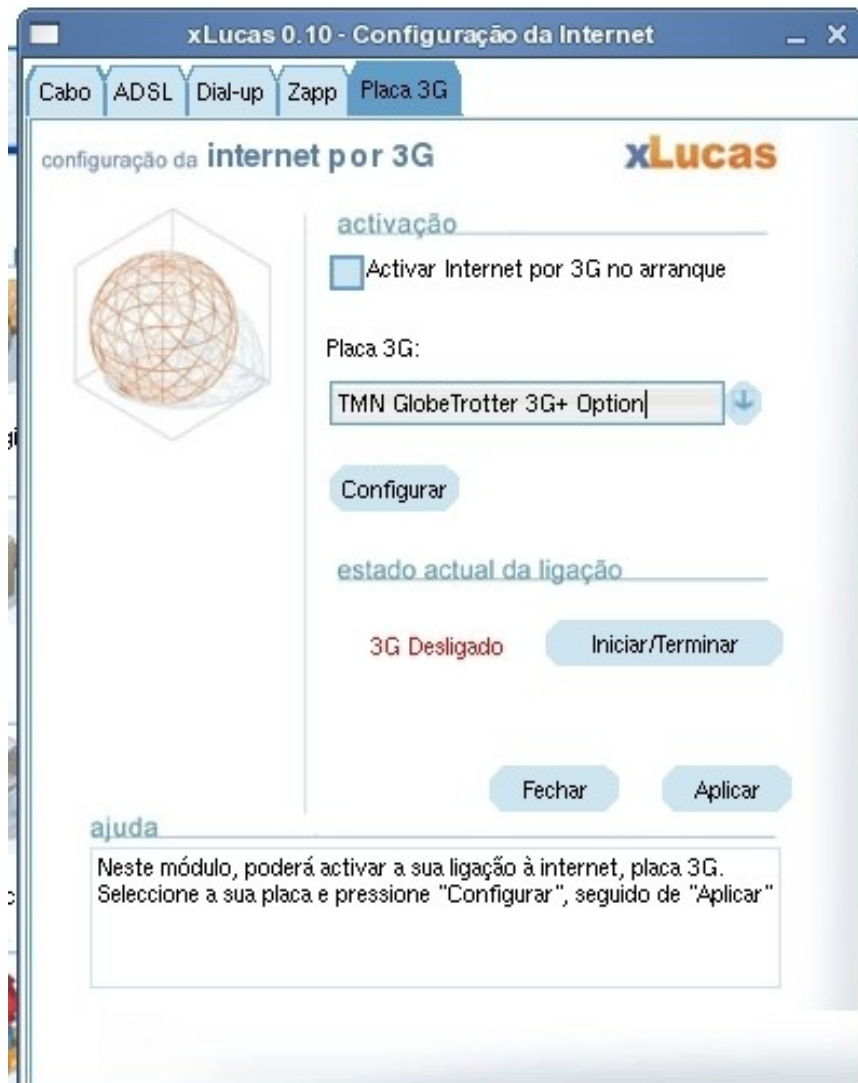 xLucas 0.10 - Configuração da Internet
Cabo ADSL Dial-up Zapp Placa 3G
configuração da internet por 3G xLucas
activação
Activar Internet por 3G no arranque
Placa 3G:
TMN GlobeTrotter 3G+ Option
Configurar
estado actual da ligação
3G Desligado Iniciar/Terminar
Fechar Aplicar
ajuda
Neste módulo, poderá activar a sua ligação à internet, placa 3G.
Seleccione a sua placa e pressione "Configurar", seguido de "Aplicar"